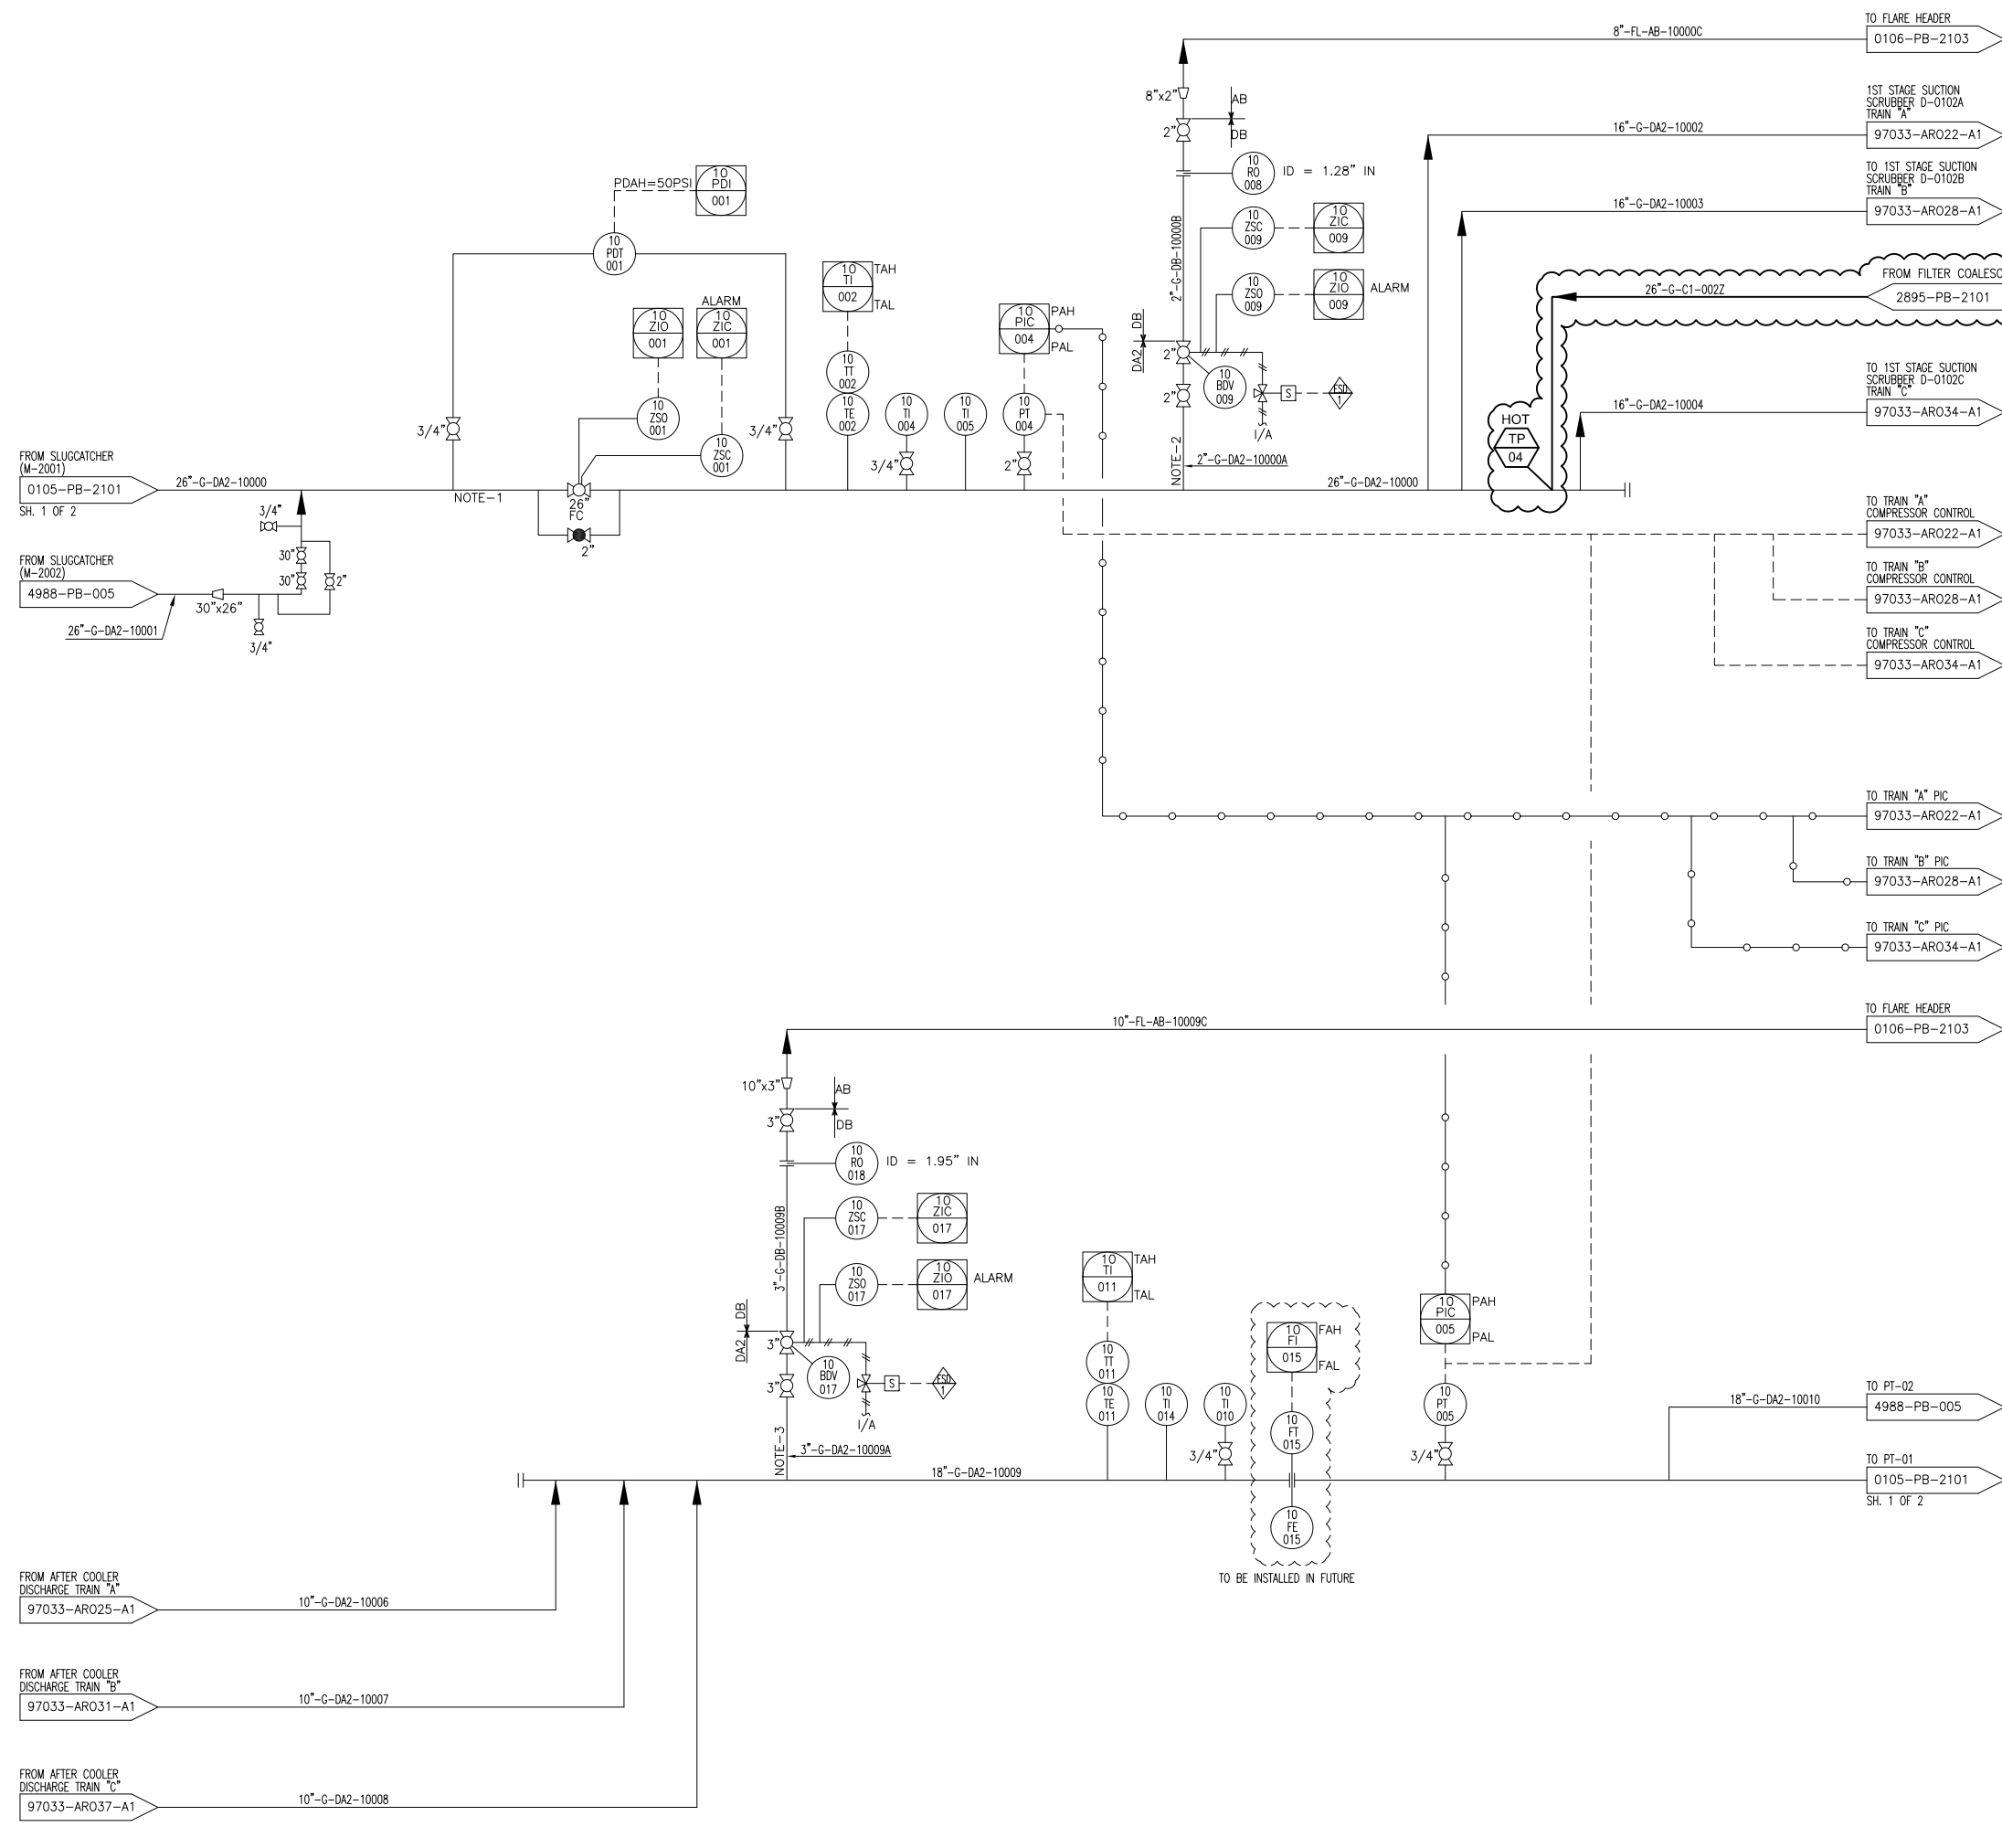 TO FLARE HEADER
0106-PB-2103
8"-FL-AB-10000C
8"x2"
AB
DB
2"
10
RO
008
ID = 1.28" IN
1ST STAGE SUCTION
SCRUBBER D-0102A
TRAIN "A"
97033-ARO22-A1
16"-G-DA2-10002
TO 1ST STAGE SUCTION
SCRUBBER D-0102B
TRAIN "B"
97033-ARO28-A1
16"-G-DA2-10003
PDAH=50PSI
10
PDI
001
10
PDT
001
2"-G-DB-10000B
10
ZSC
009
10
ZIC
009
10
ZSO
009
10
ZIO
009
ALARM
FROM FILTER COALESC
2895-PB-2101
26"-G-C1-002Z
10
TI
002
TAH
TAL
ALARM
10
ZIO
001
10
ZIC
001
10
PIC
004
PAH
PAL
DA2
DB
2"
10
BDV
009
S
ESD
1
I/A
2"
10
TT
002
10
TE
002
10
TI
004
10
TI
005
10
PT
004
10
ZSO
001
10
ZSC
001
3/4"
3/4"
3/4"
2"
TO 1ST STAGE SUCTION
SCRUBBER D-0102C
TRAIN "C"
97033-ARO34-A1
16"-G-DA2-10004
HOT
TP
04
NOTE-2
2"-G-DA2-10000A
FROM SLUGCATCHER
(M-2001)
0105-PB-2101
SH. 1 OF 2
26"-G-DA2-10000
NOTE-1
26"
FC
2"
26"-G-DA2-10000
3/4"
30"
30"
2"
FROM SLUGCATCHER
(M-2002)
4988-PB-005
30"x26"
26"-G-DA2-10001
3/4"
TO TRAIN "A"
COMPRESSOR CONTROL
97033-ARO22-A1
TO TRAIN "B"
COMPRESSOR CONTROL
97033-ARO28-A1
TO TRAIN "C"
COMPRESSOR CONTROL
97033-ARO34-A1
TO TRAIN "A" PIC
97033-ARO22-A1
TO TRAIN "B" PIC
97033-ARO28-A1
TO TRAIN "C" PIC
97033-ARO34-A1
TO FLARE HEADER
0106-PB-2103
10"-FL-AB-10009C
10"x3"
AB
DB
3"
10
RO
018
ID = 1.95" IN
3"-G-DB-10009B
10
ZSC
017
10
ZIC
017
10
ZSO
017
10
ZIO
017
ALARM
DA2
DB
3"
10
BDV
017
S
ESD
1
I/A
3"
10
TI
011
TAH
TAL
10
TT
011
10
TE
011
10
TI
014
10
TI
010
3/4"
10
FI
015
FAH
FAL
10
FT
015
10
FE
015
TO BE INSTALLED IN FUTURE
10
PIC
005
PAH
PAL
10
PT
005
3/4"
NOTE-3
3"-G-DA2-10009A
18"-G-DA2-10009
18"-G-DA2-10010
TO PT-02
4988-PB-005
TO PT-01
0105-PB-2101
SH. 1 OF 2
FROM AFTER COOLER
DISCHARGE TRAIN "A"
97033-ARO25-A1
10"-G-DA2-10006
FROM AFTER COOLER
DISCHARGE TRAIN "B"
97033-ARO31-A1
10"-G-DA2-10007
FROM AFTER COOLER
DISCHARGE TRAIN "C"
97033-ARO37-A1
10"-G-DA2-10008